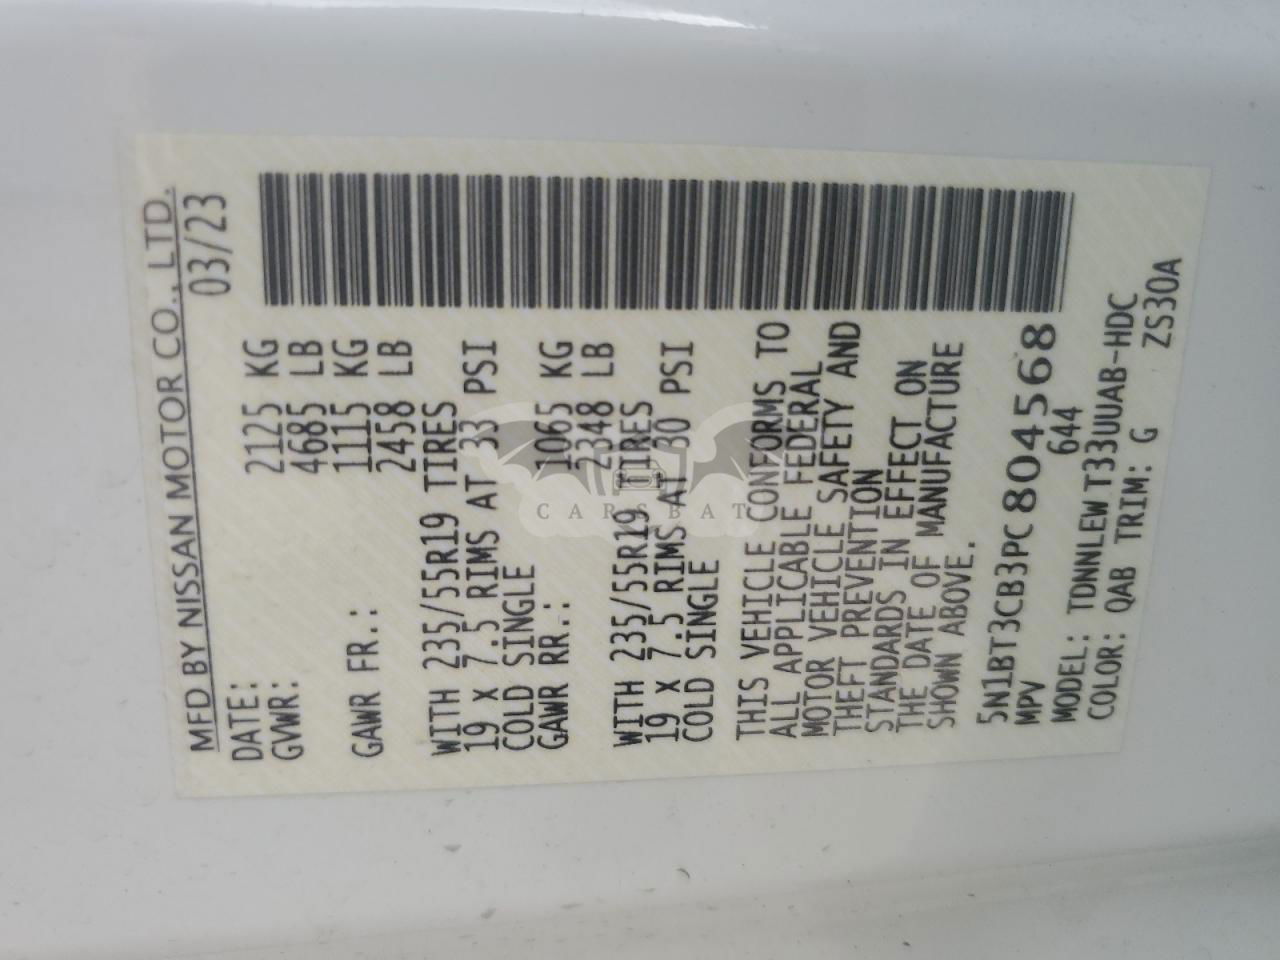 MFD BY NISSAN MOTOR CO., LTD.
DATE: 03/23
GVWR: 2125 KG
4685 LB
GAWR FR.: 1115 KG
2458 LB
WITH 235/55R19 TIRES
19 X 7.5 RIMS AT 33 PSI
COLD SINGLE
GAWR RR.: 1065 KG
2348 LB
WITH 235/55R19 TIRES
19 X 7.5 RIMS AT 30 PSI
COLD SINGLE
THIS VEHICLE CONFORMS TO
ALL APPLICABLE FEDERAL
MOTOR VEHICLE SAFETY AND
THEFT PREVENTION
STANDARDS IN EFFECT ON
THE DATE OF MANUFACTURE
SHOWN ABOVE.
5N1BT3CB3PC804568
MPV 644
MODEL: TDNNLEW T33UUAB-HDC
COLOR: QAB TRIM: G ZS30A
CARSBAT